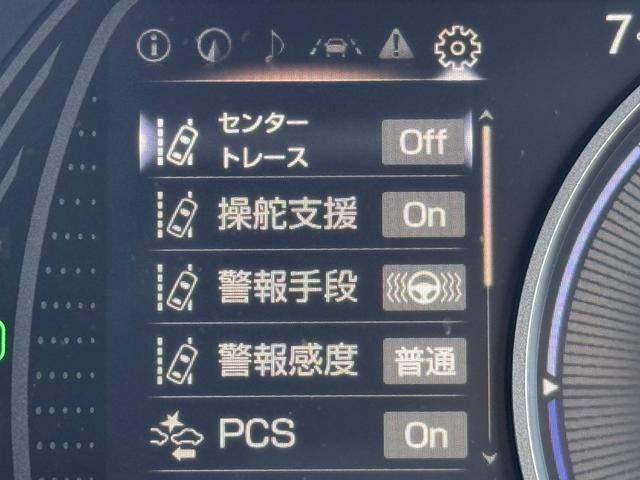 7
センター
トレース
Off
操舵支援 On
警報手段
警報感度 普通
PCS On